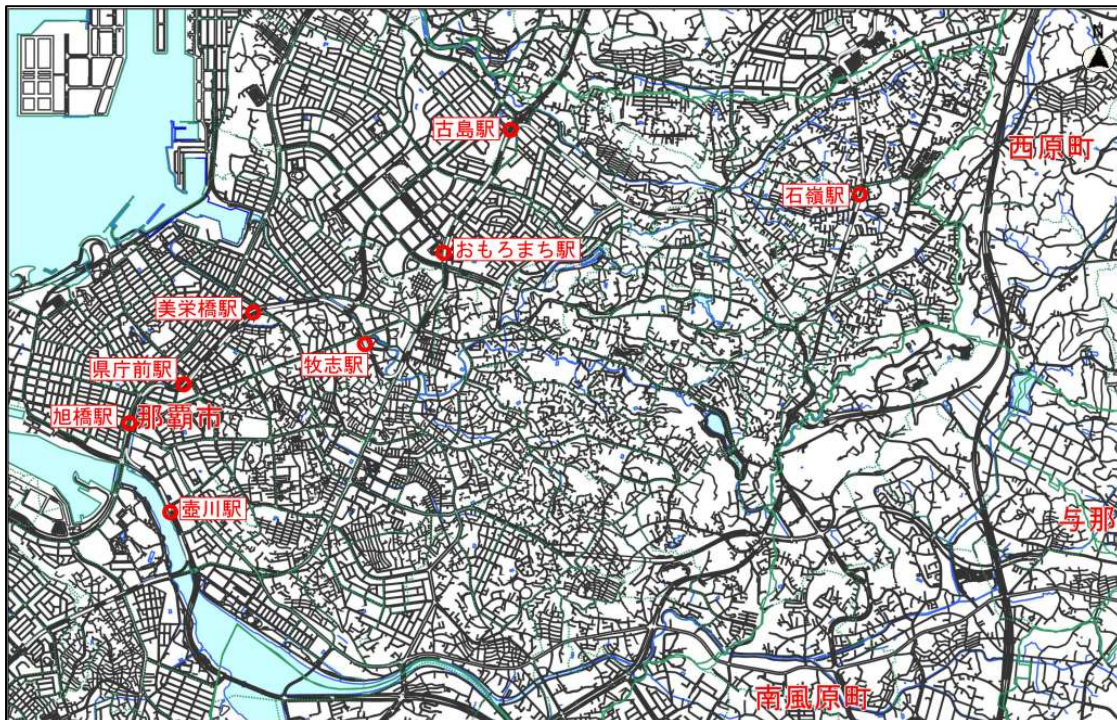 N
古島駅
西原町
石嶺駅
おもろまち駅
美栄橋駅
牧志駅
県庁前駅
旭橋駅
那覇市
壺川駅
与那
南風原町